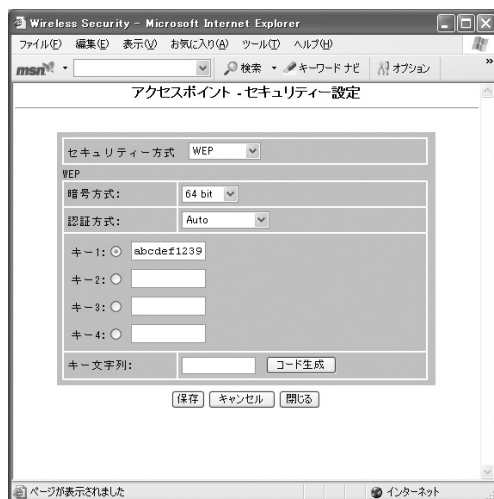 Wireless Security - Microsoft Internet Explorer
ファイル(F) 編集(E) 表示(V) お気に入り(A) ツール(T) ヘルプ(H)
msn 検索 キーワード ナビ オプション »
アクセスポイント - セキュリティー設定
セキュリティー方式 WEP
WEP
暗号方式: 64 bit
認証方式: Auto
キー1: abcdef1239
キー2:
キー3:
キー4:
キー文字列: コード生成
保存 キャンセル 閉じる
ページが表示されました インターネット